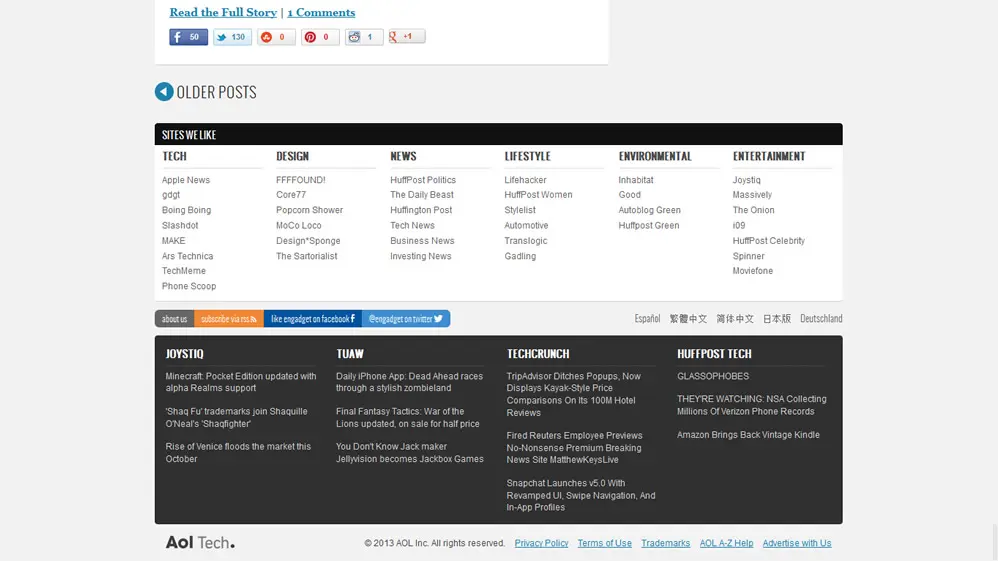 Read the Full Story | 1 Comments
50 130 0 0 1 +1
OLDER POSTS
SITES WE LIKE
TECH
Apple News
gdgt
Boing Boing
Slashdot
MAKE
Ars Technica
TechMeme
Phone Scoop
DESIGN
FFFFOUND!
Core77
Popcorn Shower
MoCo Loco
Design*Sponge
The Sartorialist
NEWS
HuffPost Politics
The Daily Beast
Huffington Post
Tech News
Business News
Investing News
LIFESTYLE
Lifehacker
HuffPost Women
Stylelist
Automotive
Translogic
Gadling
ENVIRONMENTAL
Inhabitat
Good
Autoblog Green
Huffpost Green
ENTERTAINMENT
Joystiq
Massively
The Onion
i09
HuffPost Celebrity
Spinner
Moviefone
about us subscribe via rss like engadget on facebook @engadget on twitter
Español 繁體中文 简体中文 日本版 Deutschland
JOYSTIQ
Minecraft: Pocket Edition updated with
alpha Realms support
'Shaq Fu' trademarks join Shaquille
O'Neal's 'Shaqfighter'
Rise of Venice floods the market this
October
TUAW
Daily iPhone App: Dead Ahead races
through a stylish zombieland
Final Fantasy Tactics: War of the
Lions updated, on sale for half price
You Don't Know Jack maker
Jellyvision becomes Jackbox Games
TECHCRUNCH
TripAdvisor Ditches Popups, Now
Displays Kayak-Style Price
Comparisons On Its 100M Hotel
Reviews
Fired Reuters Employee Previews
No-Nonsense Premium Breaking
News Site MatthewKeysLive
Snapchat Launches v5.0 With
Revamped UI, Swipe Navigation, And
In-App Profiles
HUFFPOST TECH
GLASSOPHOBES
THEY'RE WATCHING: NSA Collecting
Millions Of Verizon Phone Records
Amazon Brings Back Vintage Kindle
Aol Tech.
© 2013 AOL Inc. All rights reserved. Privacy Policy Terms of Use Trademarks AOL A-Z Help Advertise with Us